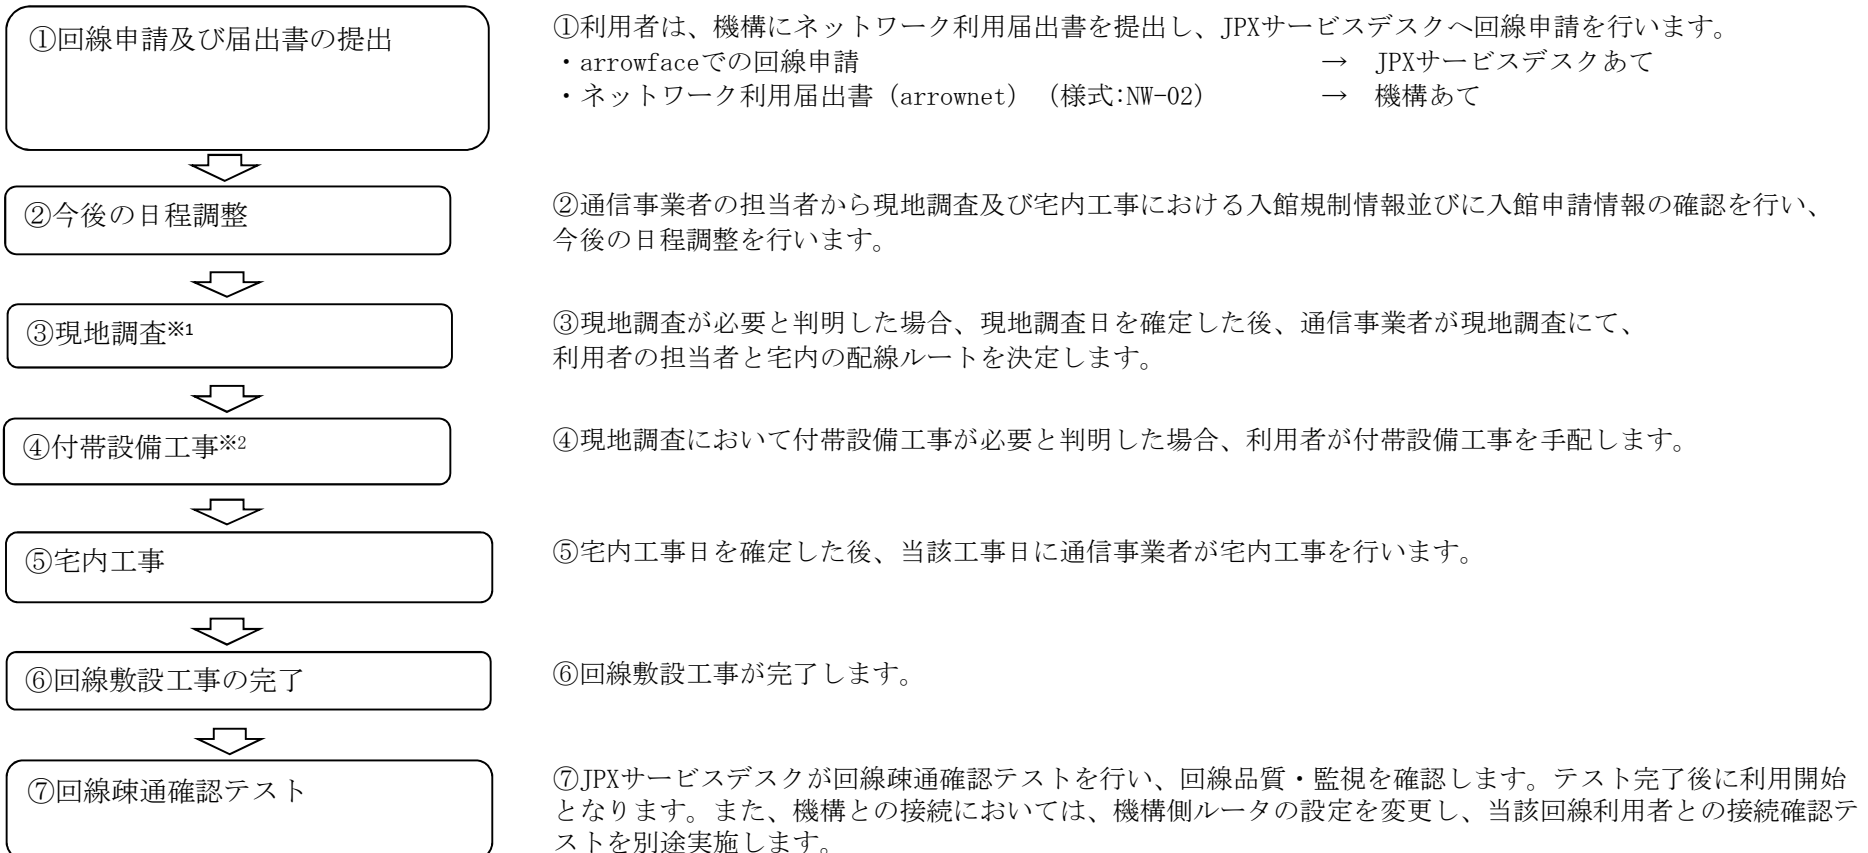 ①回線申請及び届出書の提出
①利用者は、機構にネットワーク利用届出書を提出し、JPXサービスデスクへ回線申請を行います。
・arrowfaceでの回線申請 → JPXサービスデスクあて
・ネットワーク利用届出書(arrownet)(様式:NW-02) → 機構あて
②今後の日程調整
②通信事業者の担当者から現地調査及び宅内工事における入館規制情報並びに入館申請情報の確認を行い、
今後の日程調整を行います。
③現地調査※1
③現地調査が必要と判明した場合、現地調査日を確定した後、通信事業者が現地調査にて、
利用者の担当者と宅内の配線ルートを決定します。
④付帯設備工事※2
④現地調査において付帯設備工事が必要と判明した場合、利用者が付帯設備工事を手配します。
⑤宅内工事
⑤宅内工事日を確定した後、当該工事日に通信事業者が宅内工事を行います。
⑥回線敷設工事の完了
⑥回線敷設工事が完了します。
⑦回線疎通確認テスト
⑦JPXサービスデスクが回線疎通確認テストを行い、回線品質・監視を確認します。テスト完了後に利用開始
となります。また、機構との接続においては、機構側ルータの設定を変更し、当該回線利用者との接続確認テ
ストを別途実施します。